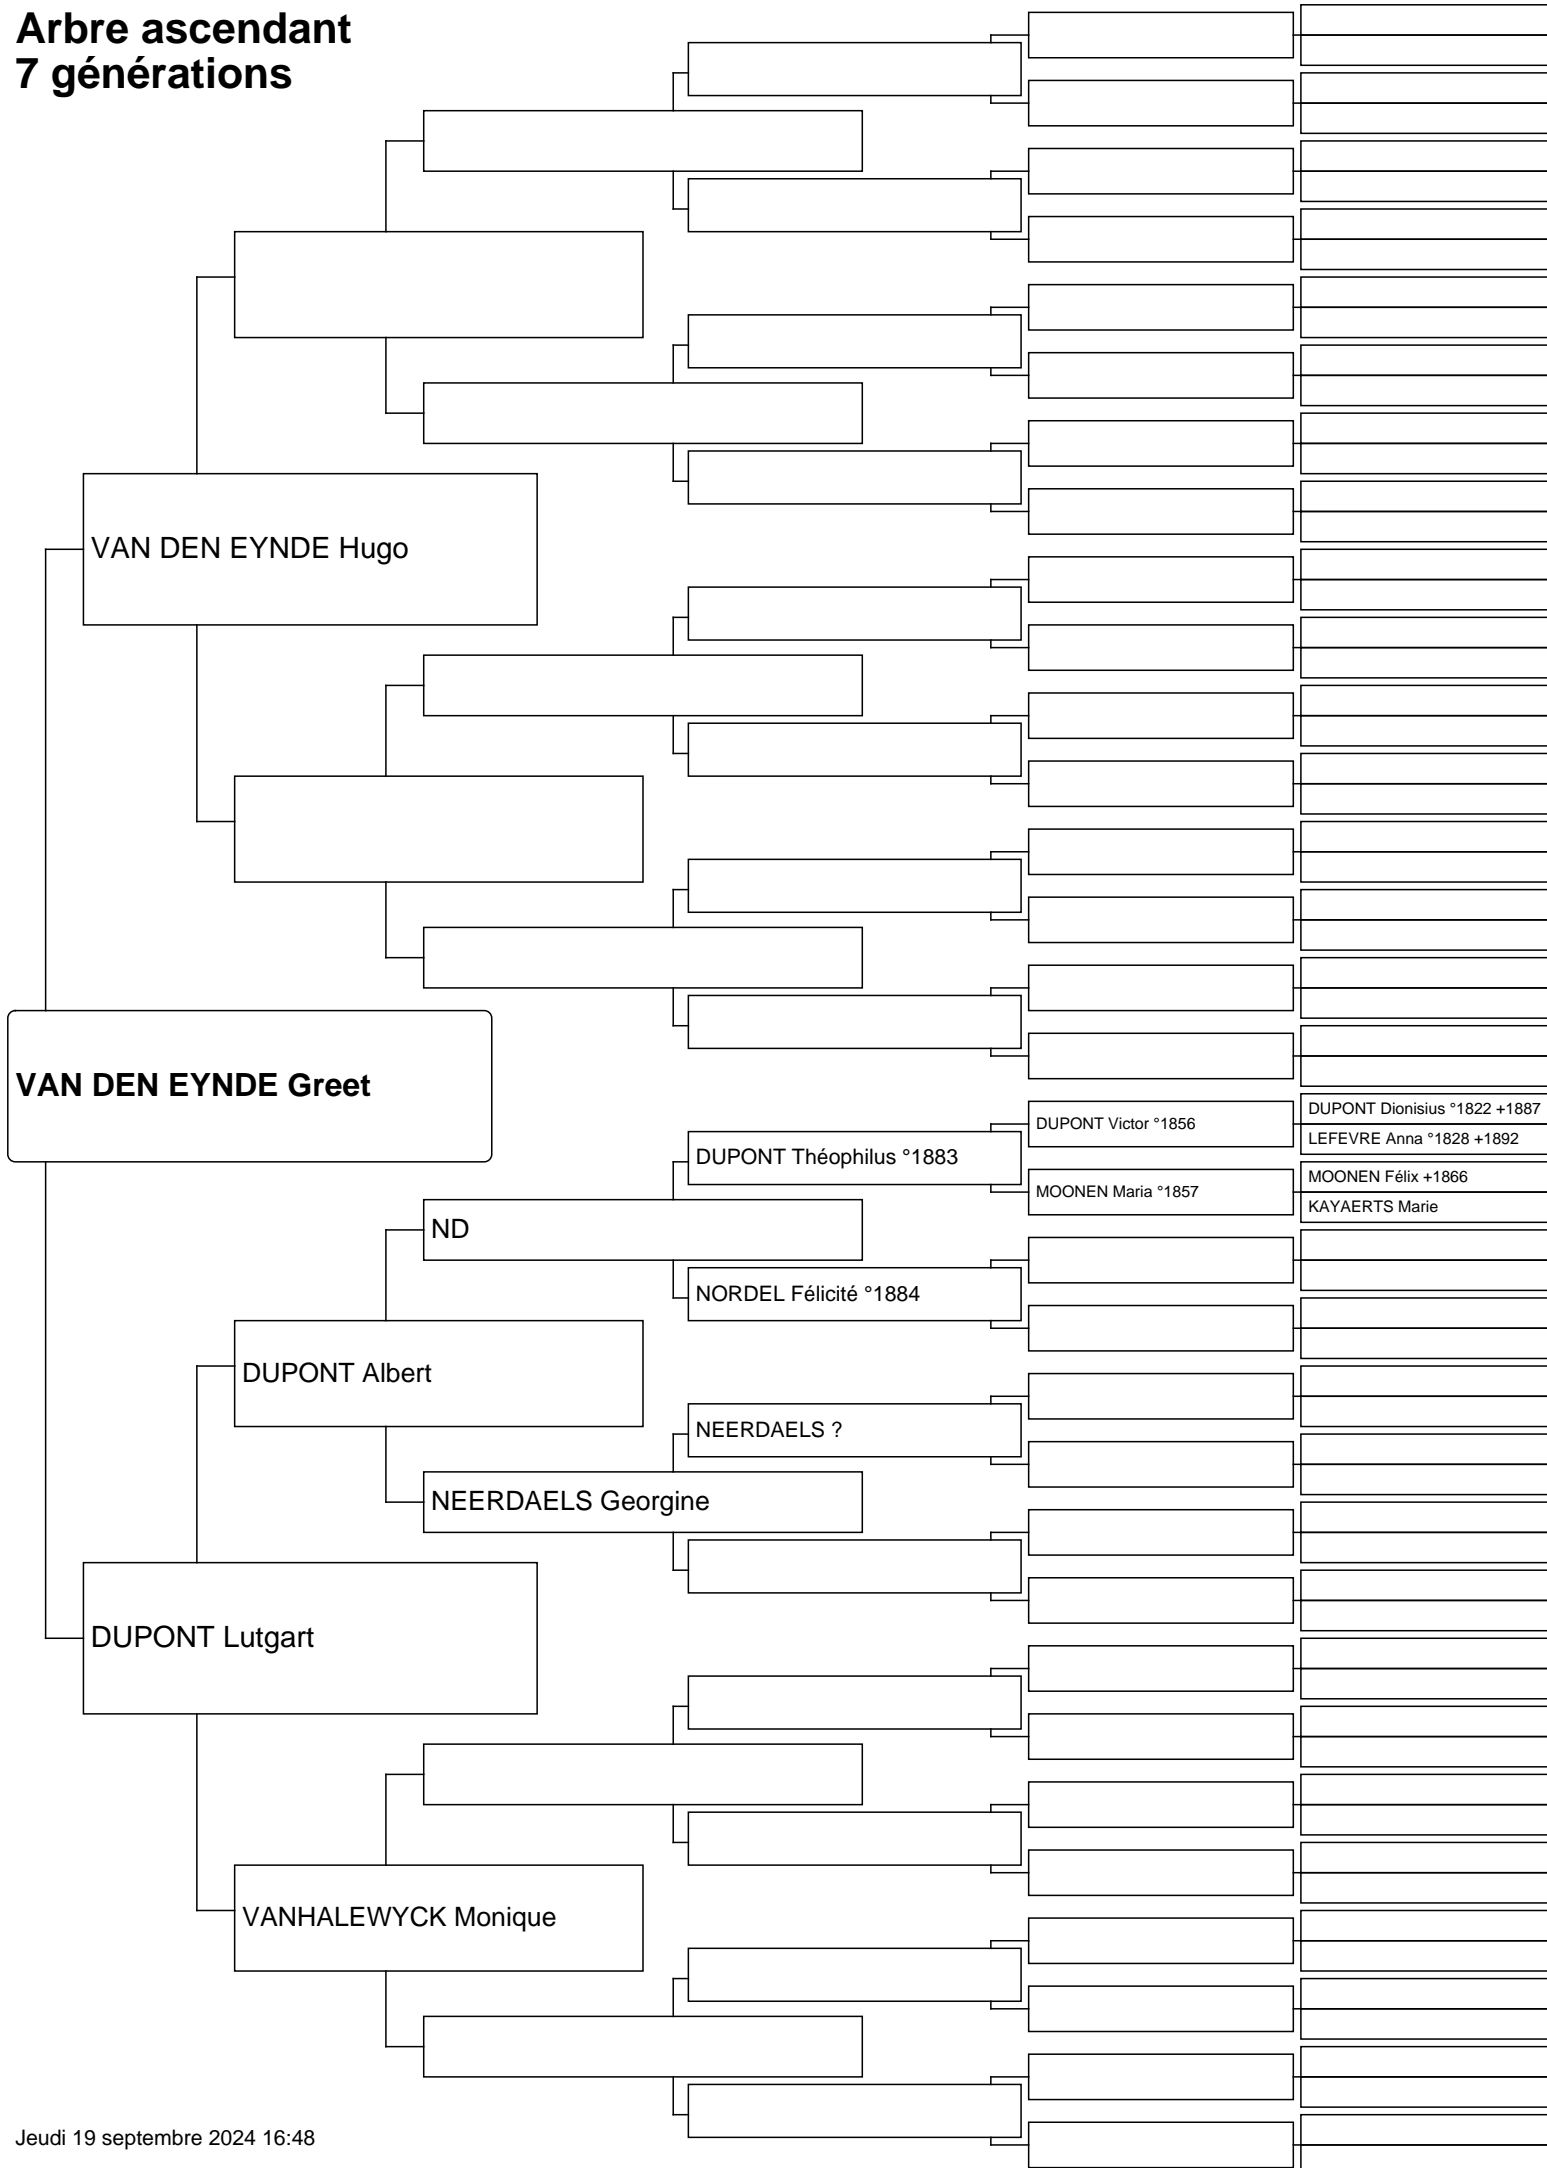 Arbre ascendant
7 générations
VAN DEN EYNDE Hugo
VAN DEN EYNDE Greet
DUPONT Dionisius °1822 +1887
DUPONT Victor °1856
LEFEVRE Anna °1828 +1892
DUPONT Théophilus °1883
MOONEN Félix +1866
MOONEN Maria °1857
KAYAERTS Marie
ND
NORDEL Félicité °1884
DUPONT Albert
NEERDAELS ?
NEERDAELS Georgine
DUPONT Lutgart
VANHALEWYCK Monique
Jeudi 19 septembre 2024 16:48